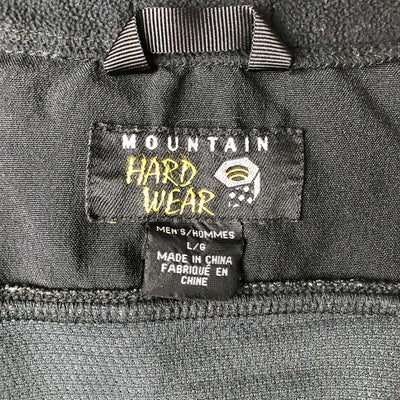 MOUNTAIN
HARD
WEAR
MEN'S/HOMMES
L/G
MADE IN CHINA
FABRIQUÉ EN
CHINE